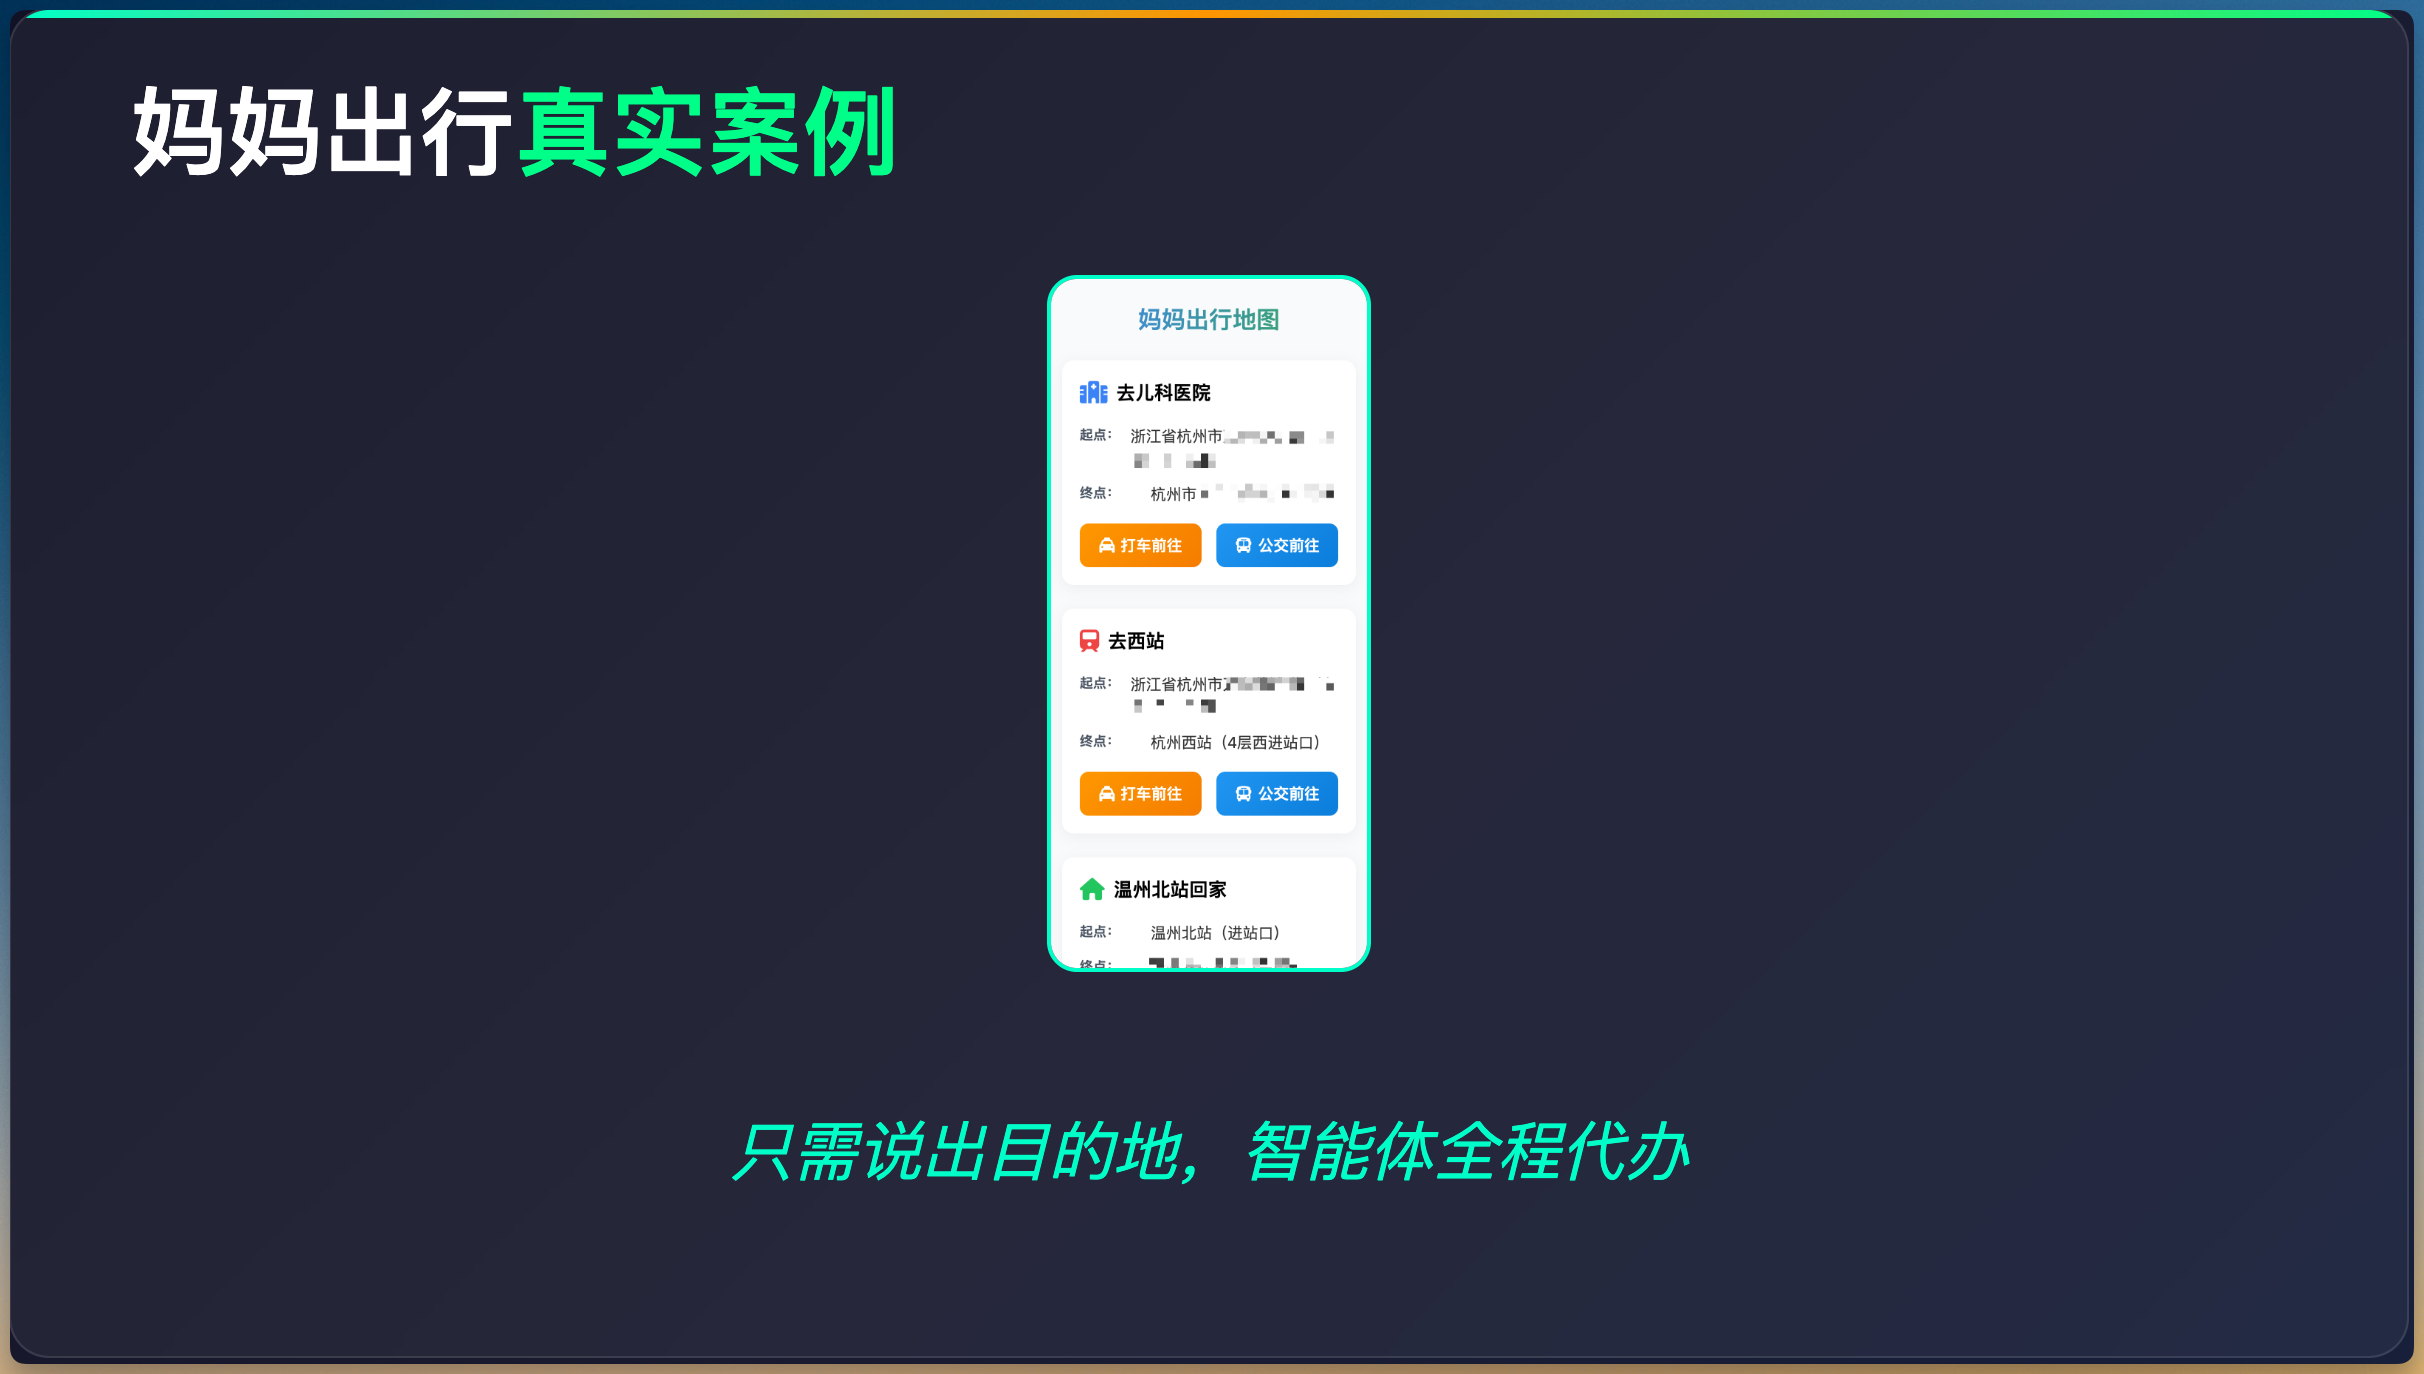 妈妈出行真实案例
妈妈出行地图
去儿科医院
起点： 浙江省杭州市
终点： 杭州市
打车前往 公交前往
去西站
起点： 浙江省杭州市
终点： 杭州西站（4层西进站口）
打车前往 公交前往
温州北站回家
起点： 温州北站（进站口）
终点：
只需说出目的地，智能体全程代办